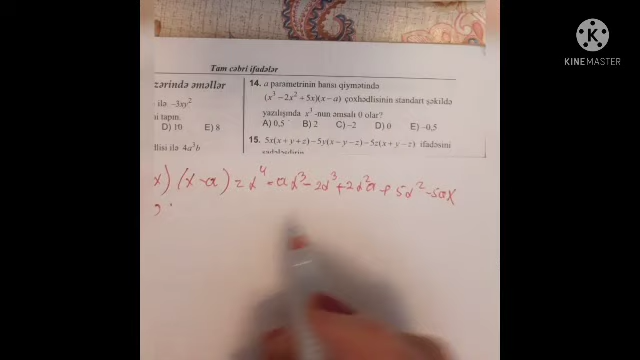 KINEMASTER
Tam cəbri ifadələr
zərində əməllər
ilə -3xy²
i tapın.
D) 10 E) 8
llisi ilə 4a³b
14. a parametrinin hansı qiymətində
(x³-2x²+5x)(x-a) çoxhədlisinin standart şəkildə
yazılışında x³-nun əmsalı 0 olar?
A) 0,5 B) 2 C) -2 D) 0 E) -0,5
15. 5x(x+y+z)-5y(x-y-z)-5z(x+y-z) ifadəsini
sadələşdirin
x) (x-a) = x⁴ - ax³ - 2x³ + 2x²a + 5x² - 5ax